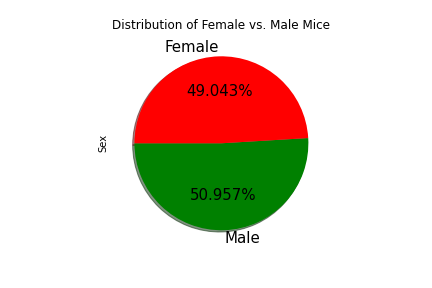 Distribution of Female vs. Male Mice
Female
49.043%
Sex
50.957%
Male